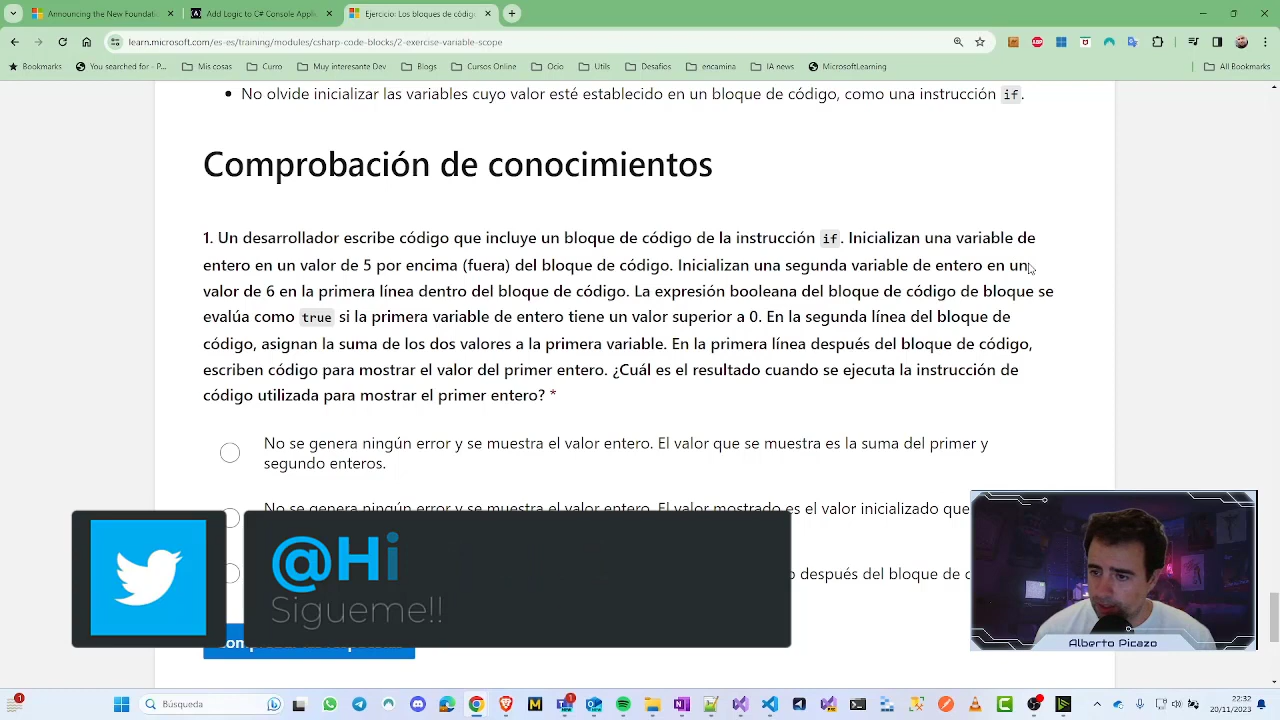 Announcing the New Foundatio
Add Logic to C# Console Applic
Ejercicio: Los bloques de códig
learn.microsoft.com/es-es/training/modules/csharp-code-blocks/2-exercise-variable-scope
Bookmarks
You searched for - P...
Mis cosas
Curro
Muy interesante Dev
Blogs
Cursos Online
Ocio
Utils
Desafios
encamina
IA news
MicrosoftLearning
All Bookmarks
No olvide inicializar las variables cuyo valor esté establecido en un bloque de código, como una instrucción if.
Comprobación de conocimientos
1. Un desarrollador escribe código que incluye un bloque de código de la instrucción if. Inicializan una variable de
entero en un valor de 5 por encima (fuera) del bloque de código. Inicializan una segunda variable de entero en un
valor de 6 en la primera línea dentro del bloque de código. La expresión booleana del bloque de código de bloque se
evalúa como true si la primera variable de entero tiene un valor superior a 0. En la segunda línea del bloque de
código, asignan la suma de los dos valores a la primera variable. En la primera línea después del bloque de código,
escriben código para mostrar el valor del primer entero. ¿Cuál es el resultado cuando se ejecuta la instrucción de
código utilizada para mostrar el primer entero? *
No se genera ningún error y se muestra el valor entero. El valor que se muestra es la suma del primer y
segundo enteros.
No se genera ningún error y se muestra el valor entero. El valor mostrado es el valor inicializado que
después del bloque de c
@Hi
Sigueme!!
Alberto Picazo
Búsqueda
22:32
20/11/2023